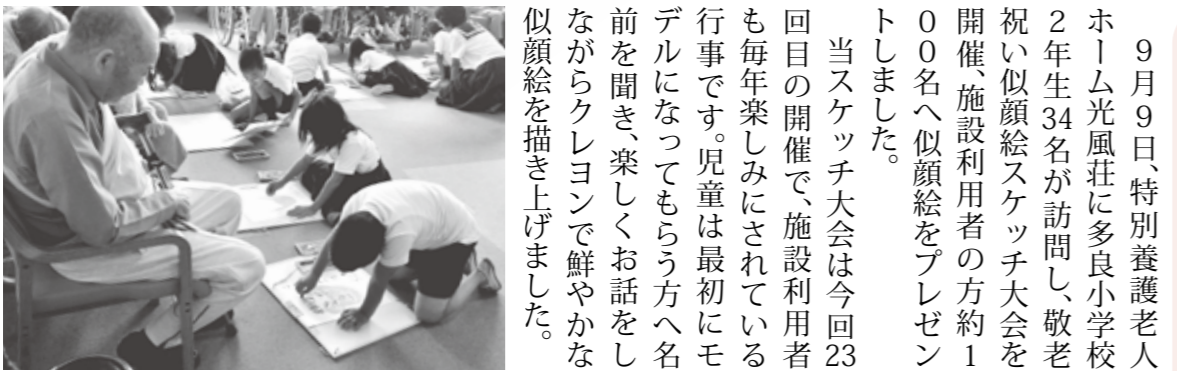 ９月９日、特別養護老人
ホーム光風荘に多良小学校
２年生34名が訪問し、敬老
祝い似顔絵スケッチ大会を
開催、施設利用者の方約１
００名へ似顔絵をプレゼン
トしました。
当スケッチ大会は今回23
回目の開催で、施設利用者
も毎年楽しみにされている
行事です。児童は最初にモ
デルになってもらう方へ名
前を聞き、楽しくお話をし
ながらクレヨンで鮮やかな
似顔絵を描き上げました。